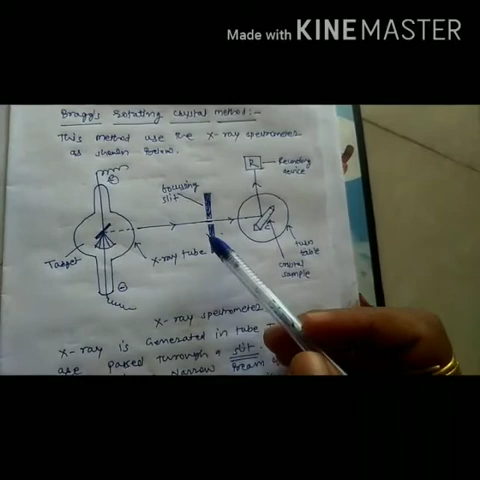 Made with KINEMASTER
Bragg's Rotating crystal method:-
This method use the x-ray spectrometer
as shown below.
R
Recording device
focussing
slit
Target
x-ray tube
turn
table
crystal
sample
x-ray spectrometer
x-ray is Generated in tube T
are passed through a slit
Narrow Beam